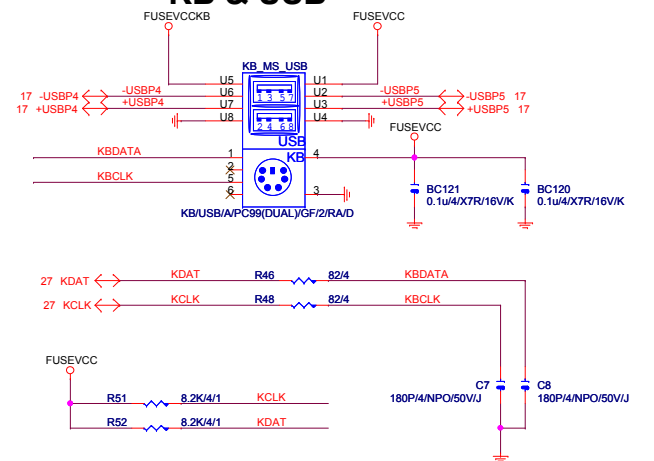 KB & USB
FUSEVCCKB
FUSEVCC
KB_MS_USB
U5
U1
17 -USBP4
-USBP4
U6
U2
-USBP5
-USBP5 17
17 +USBP4
+USBP4
U7
U3
+USBP5
+USBP5 17
1 3 5 7
U8
U4
2 4 6 8
FUSEVCC
USB
KBDATA
1
KB
4
2
KBCLK
5
6
3
BC121
0.1u/4/X7R/16V/K
BC120
0.1u/4/X7R/16V/K
KB/USB/A/PC99(DUAL)/GF/2/RA/D
27 KDAT
KDAT
R46
82/4
KBDATA
27 KCLK
KCLK
R48
82/4
KBCLK
FUSEVCC
R51
8.2K/4/1
KCLK
R52
8.2K/4/1
KDAT
C7
180P/4/NPO/50V/J
C8
180P/4/NPO/50V/J